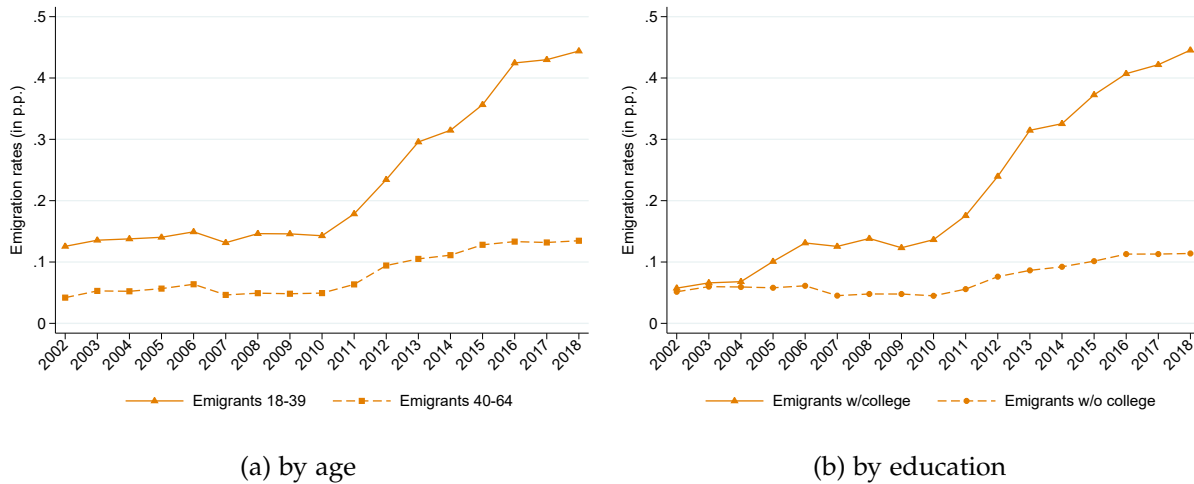 Emigration rates (in p.p.)
.5
.4
.3
.2
.1
0
2002 2003 2004 2005 2006 2007 2008 2009 2010 2011 2012 2013 2014 2015 2016 2017 2018
Emigrants 18-39 Emigrants 40-64
(a) by age
Emigration rates (in p.p.)
.5
.4
.3
.2
.1
0
2002 2003 2004 2005 2006 2007 2008 2009 2010 2011 2012 2013 2014 2015 2016 2017 2018
Emigrants w/college Emigrants w/o college
(b) by education